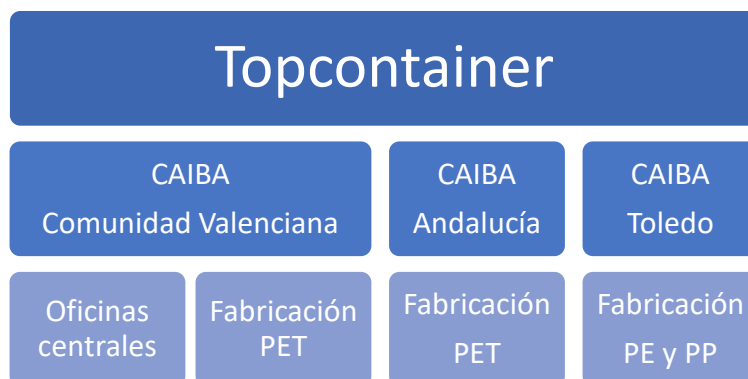 Topcontainer
CAIBA
Comunidad Valenciana
CAIBA
Andalucía
CAIBA
Toledo
Oficinas
centrales
Fabricación
PET
Fabricación
PET
Fabricación
PE y PP